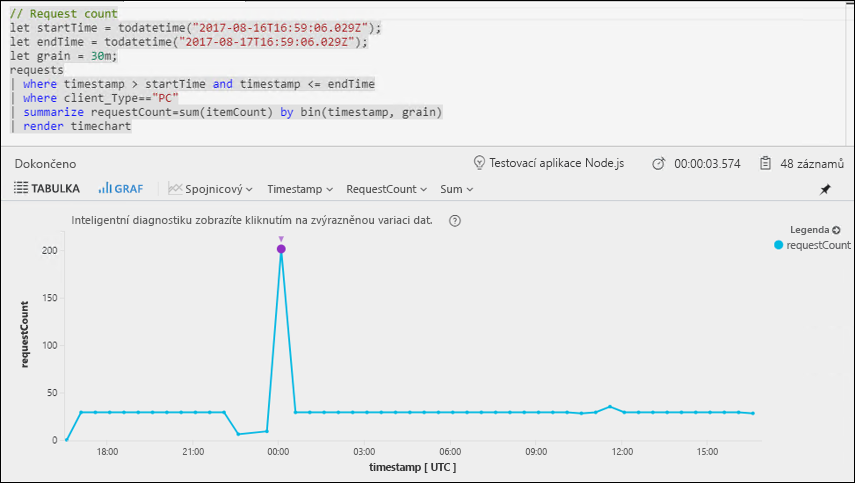 // Request count
let startTime = todatetime("2017-08-16T16:59:06.029Z");
let endTime = todatetime("2017-08-17T16:59:06.029Z");
let grain = 30m;
requests
| where timestamp > startTime and timestamp <= endTime
| where client_Type=="PC"
| summarize requestCount=sum(itemCount) by bin(timestamp, grain)
| render timechart
Dokončeno Testovací aplikace Node.js 00:00:03.574 48 záznamů
TABULKA GRAF Spojnicový Timestamp RequestCount Sum
Inteligentní diagnostiku zobrazíte kliknutím na zvýrazněnou variaci dat. ?
Legenda
requestCount
requestCount
200
150
100
50
0
18:00 21:00 00:00 03:00 06:00 09:00 12:00 15:00
timestamp [ UTC ]